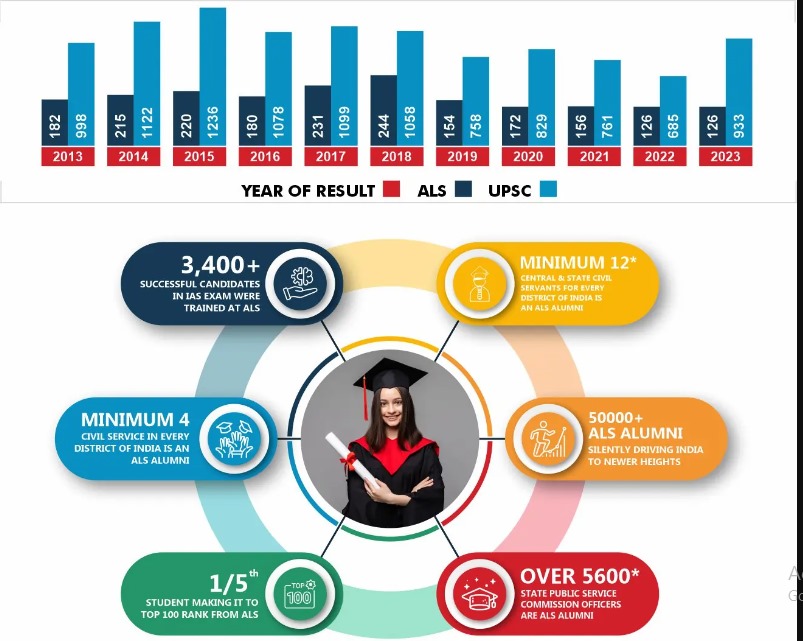 182 998 215 1122 220 1236 180 1078 231 1099 244 1058 154 758 172 829 156 761 126 685 126 933
2013 2014 2015 2016 2017 2018 2019 2020 2021 2022 2023
YEAR OF RESULT ALS UPSC
3,400+
SUCCESSFUL CANDIDATES
IN IAS EXAM WERE
TRAINED AT ALS
MINIMUM 12*
CENTRAL & STATE CIVIL
SERVANTS FOR EVERY
DISTRICT OF INDIA IS
AN ALS ALUMNI
MINIMUM 4
CIVIL SERVICE IN EVERY
DISTRICT OF INDIA IS AN
ALS ALUMNI
50000+
ALS ALUMNI
SILENTLY DRIVING INDIA
TO NEWER HEIGHTS
1/5th
STUDENT MAKING IT TO
TOP 100 RANK FROM ALS
TOP
100
OVER 5600*
STATE PUBLIC SERVICE
COMMISSION OFFICERS
ARE ALS ALUMNI